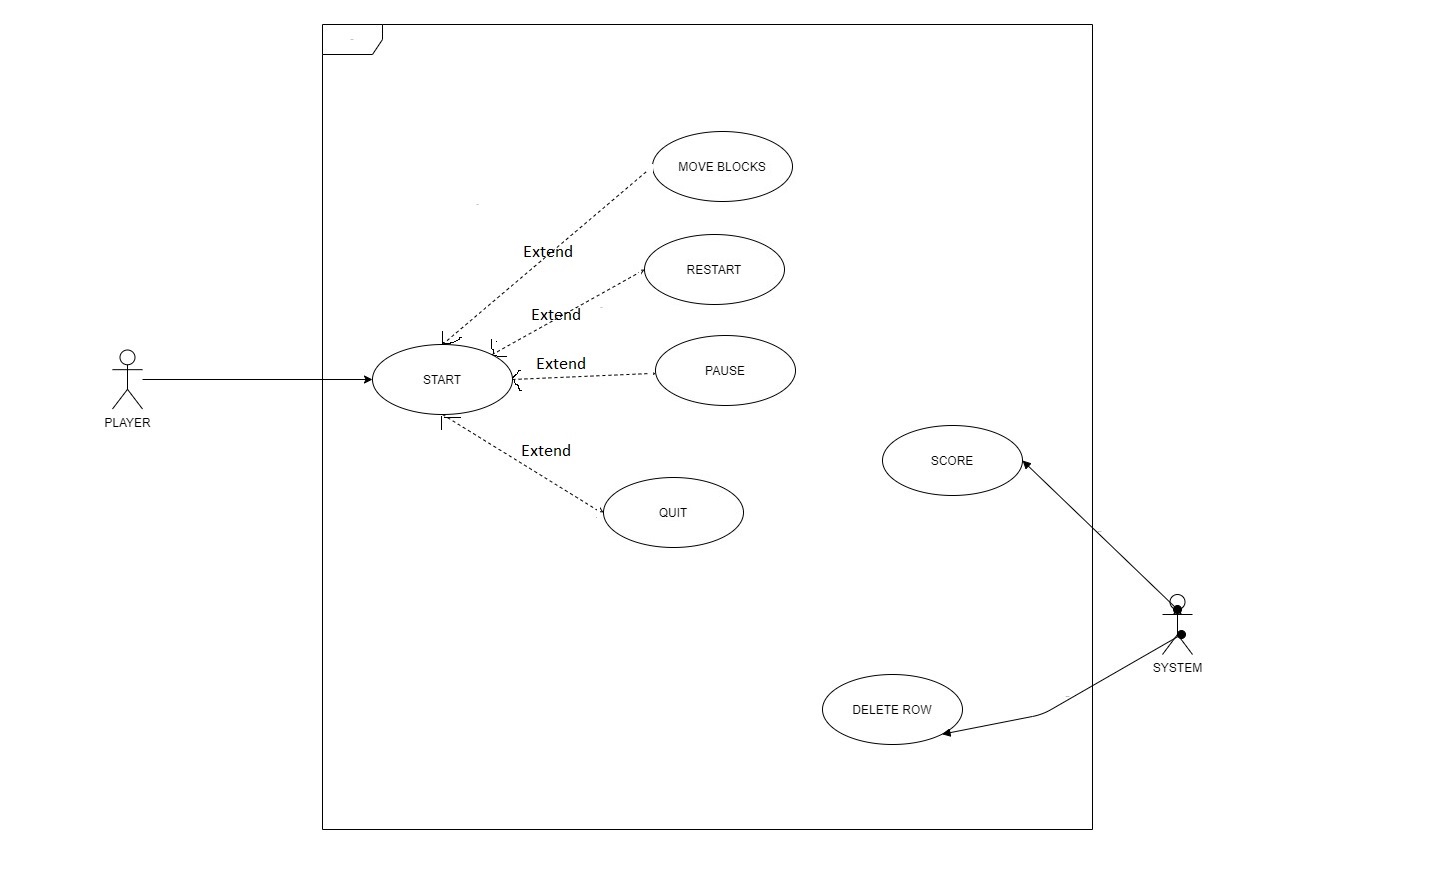 MOVE BLOCKS
Extend
RESTART
Extend
Extend
PAUSE
START
PLAYER
Extend
SCORE
QUIT
SYSTEM
DELETE ROW